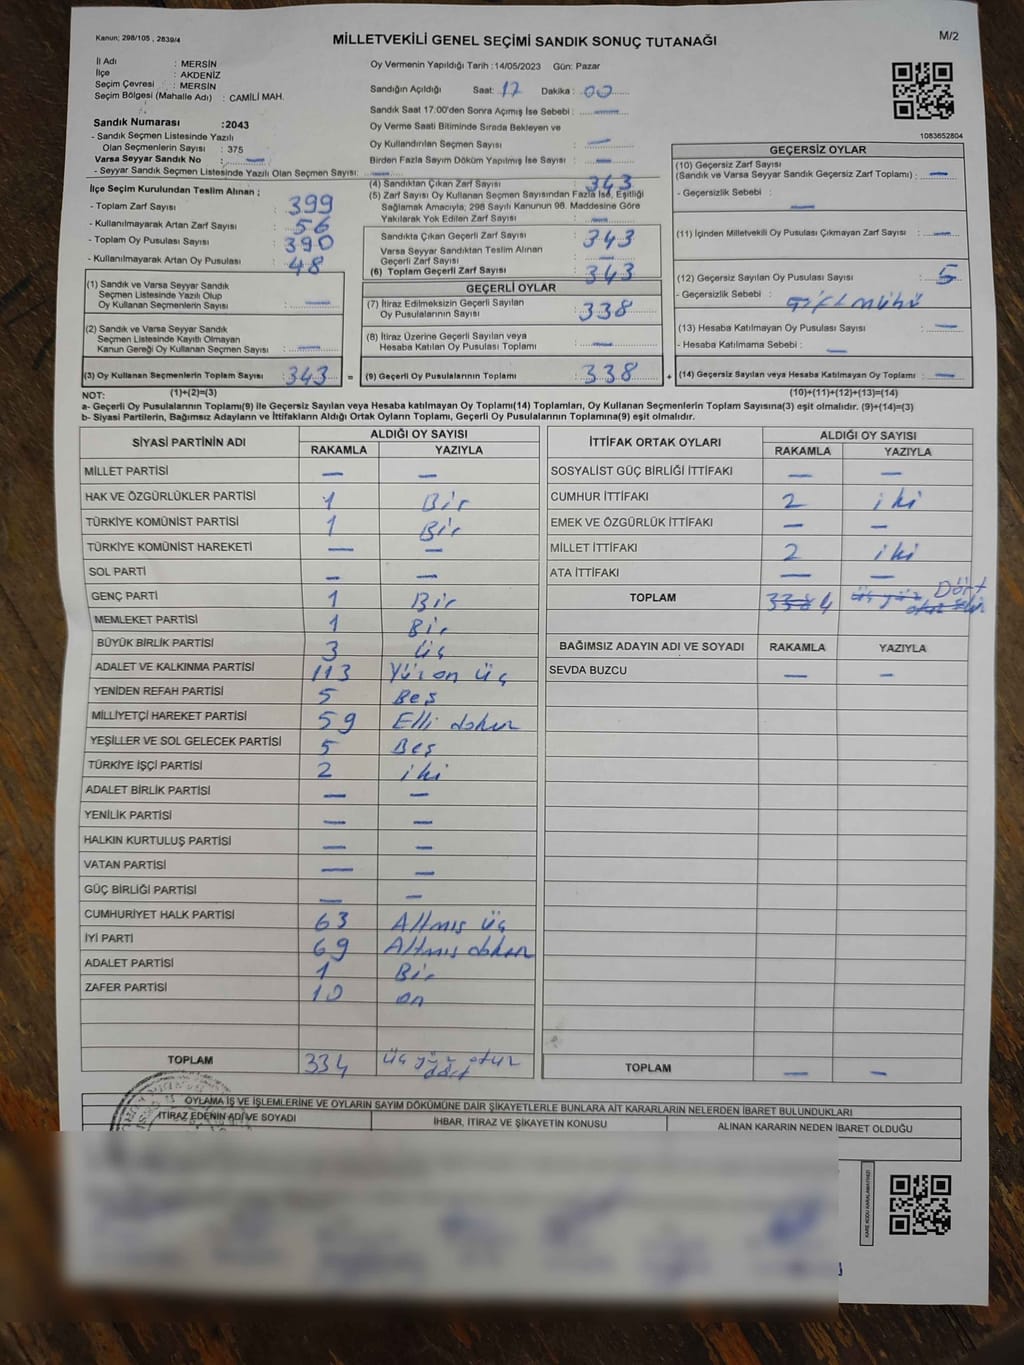 Kanun; 298/105 , 2839/4
MİLLETVEKİLİ GENEL SEÇİMİ SANDIK SONUÇ TUTANAĞI
M/2
İl Adı : MERSİN
İlçe : AKDENİZ
Seçim Çevresi : MERSİN
Seçim Bölgesi (Mahalle Adı) : CAMİLİ MAH.
Sandık Numarası :2043
- Sandık Seçmen Listesinde Yazılı
Olan Seçmenlerin Sayısı : 375
Varsa Seyyar Sandık No : —
- Seyyar Sandık Seçmen Listesinde Yazılı Olan Seçmen Sayısı: —
İlçe Seçim Kurulundan Teslim Alınan ;
- Toplam Zarf Sayısı : 399
- Kullanılmayarak Artan Zarf Sayısı : 56
- Toplam Oy Pusulası Sayısı : 390
- Kullanılmayarak Artan Oy Pusulası : 48
(1) Sandık ve Varsa Seyyar Sandık
Seçmen Listesinde Yazılı Olup
Oy Kullanan Seçmenlerin Sayısı : —
(2) Sandık ve Varsa Seyyar Sandık
Seçmen Listesinde Kayıtlı Olmayan
Kanun Gereği Oy Kullanan Seçmen Sayısı : —
(3) Oy Kullanan Seçmenlerin Toplam Sayısı : 343 =
Oy Vermenin Yapıldığı Tarih :14/05/2023 Gün: Pazar
Sandığın Açıldığı Saat: 17 Dakika : 00
Sandık Saat 17:00'den Sonra Açımış İse Sebebi : —
Oy Verme Saati Bitiminde Sırada Bekleyen ve
Oy Kullandırılan Seçmen Sayısı : —
Birden Fazla Sayım Döküm Yapılmış İse Sayısı : —
(4) Sandıktan Çıkan Zarf Sayısı : 343
(5) Zarf Sayısı Oy Kullanan Seçmen Sayısından Fazla İse, Eşitliği
Sağlamak Amacıyla, 298 Sayılı Kanunun 98. Maddesine Göre
Yakılarak Yok Edilen Zarf Sayısı : —
Sandıkta Çıkan Geçerli Zarf Sayısı : 343
Varsa Seyyar Sandıktan Teslim Alınan
Geçerli Zarf Sayısı : —
(6) Toplam Geçerli Zarf Sayısı : 343
GEÇERLİ OYLAR
(7) İtiraz Edilmeksizin Geçerli Sayılan
Oy Pusulalarının Sayısı : 338
(8) İtiraz Üzerine Geçerli Sayılan veya
Hesaba Katılan Oy Pusulası Toplamı : —
(9) Geçerli Oy Pusulalarının Toplamı : 338 +
1083652804
GEÇERSİZ OYLAR
(10) Geçersiz Zarf Sayısı
(Sandık ve Varsa Seyyar Sandık Geçersiz Zarf Toplamı) : —
- Geçersizlik Sebebi : —
(11) İçinden Milletvekili Oy Pusulası Çıkmayan Zarf Sayısı : —
(12) Geçersiz Sayılan Oy Pusulası Sayısı : 5
- Geçersizlik Sebebi : Çift mühür
(13) Hesaba Katılmayan Oy Pusulası Sayısı : —
- Hesaba Katılmama Sebebi : —
(14) Geçersiz Sayılan veya Hesaba Katılmayan Oy Toplamı : —
NOT: (1)+(2)=(3) (10)+(11)+(12)+(13)=(14)
a- Geçerli Oy Pusulalarının Toplamı(9) ile Geçersiz Sayılan veya Hesaba katılmayan Oy Toplamı(14) Toplamları, Oy Kullanan Seçmenlerin Toplam Sayısına(3) eşit olmalıdır. (9)+(14)=(3)
b- Siyasi Partilerin, Bağımsız Adayların ve İttifakların Aldığı Ortak Oyların Toplamı, Geçerli Oy Pusulalarının Toplamına(9) eşit olmalıdır.
SİYASİ PARTİNİN ADI ALDIĞI OY SAYISI
RAKAMLA YAZIYLA
MİLLET PARTİSİ — —
HAK VE ÖZGÜRLÜKLER PARTİSİ 1 Bir
TÜRKİYE KOMÜNİST PARTİSİ 1 Bir
TÜRKİYE KOMÜNİST HAREKETİ — —
SOL PARTİ — —
GENÇ PARTİ 1 Bir
MEMLEKET PARTİSİ 1 Bir
BÜYÜK BİRLİK PARTİSİ 3 Üç
ADALET VE KALKINMA PARTİSİ 113 Yüz on üç
YENİDEN REFAH PARTİSİ 5 Beş
MİLLİYETÇİ HAREKET PARTİSİ 59 Elli dokuz
YEŞİLLER VE SOL GELECEK PARTİSİ 5 Beş
TÜRKİYE İŞÇİ PARTİSİ 2 iki
ADALET BİRLİK PARTİSİ — —
YENİLİK PARTİSİ — —
HALKIN KURTULUŞ PARTİSİ — —
VATAN PARTİSİ — —
GÜÇ BİRLİĞİ PARTİSİ — —
CUMHURİYET HALK PARTİSİ 63 Altmış üç
İYİ PARTİ 69 Altmış dokuz
ADALET PARTİSİ 1 Bir
ZAFER PARTİSİ 10 on
TOPLAM 334 üç yüz otuz
dört
İTTİFAK ORTAK OYLARI ALDIĞI OY SAYISI
RAKAMLA YAZIYLA
SOSYALİST GÜÇ BİRLİĞİ İTTİFAKI — —
CUMHUR İTTİFAKI 2 iki
EMEK VE ÖZGÜRLÜK İTTİFAKI — —
MİLLET İTTİFAKI 2 iki
ATA İTTİFAKI — —
TOPLAM 338 4 üç yüz Dört
otuz sekiz
BAĞIMSIZ ADAYIN ADI VE SOYADI RAKAMLA YAZIYLA
SEVDA BUZCU — —
TOPLAM — —
OYLAMA İŞ VE İŞLEMLERİNE VE OYLARIN SAYIM DÖKÜMÜNE DAİR ŞİKAYETLERLE BUNLARA AİT KARARLARIN NELERDEN İBARET BULUNDUKLARI
İTİRAZ EDENİN ADI VE SOYADI İHBAR, İTİRAZ VE ŞİKAYETİN KONUSU ALINAN KARARIN NEDEN İBARET OLDUĞU